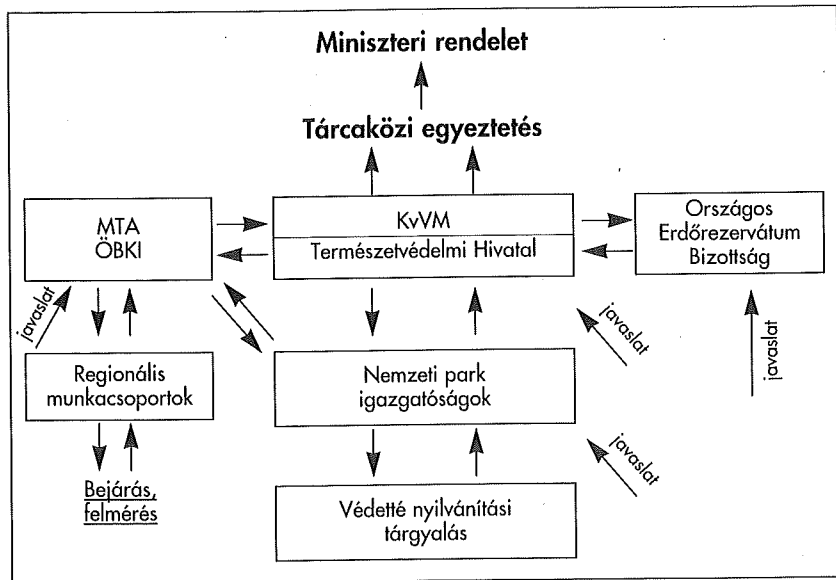 Miniszteri rendelet
Tárcaközi egyeztetés
MTA
ÖBKI
KvVM
Természetvédelmi Hivatal
Országos
Erdőrezervátum
Bizottság
javaslat
javaslat
javaslat
Regionális
munkacsoportok
Nemzeti park
igazgatóságok
javaslat
Bejárás,
felmérés
Védetté nyilvánítási
tárgyalás